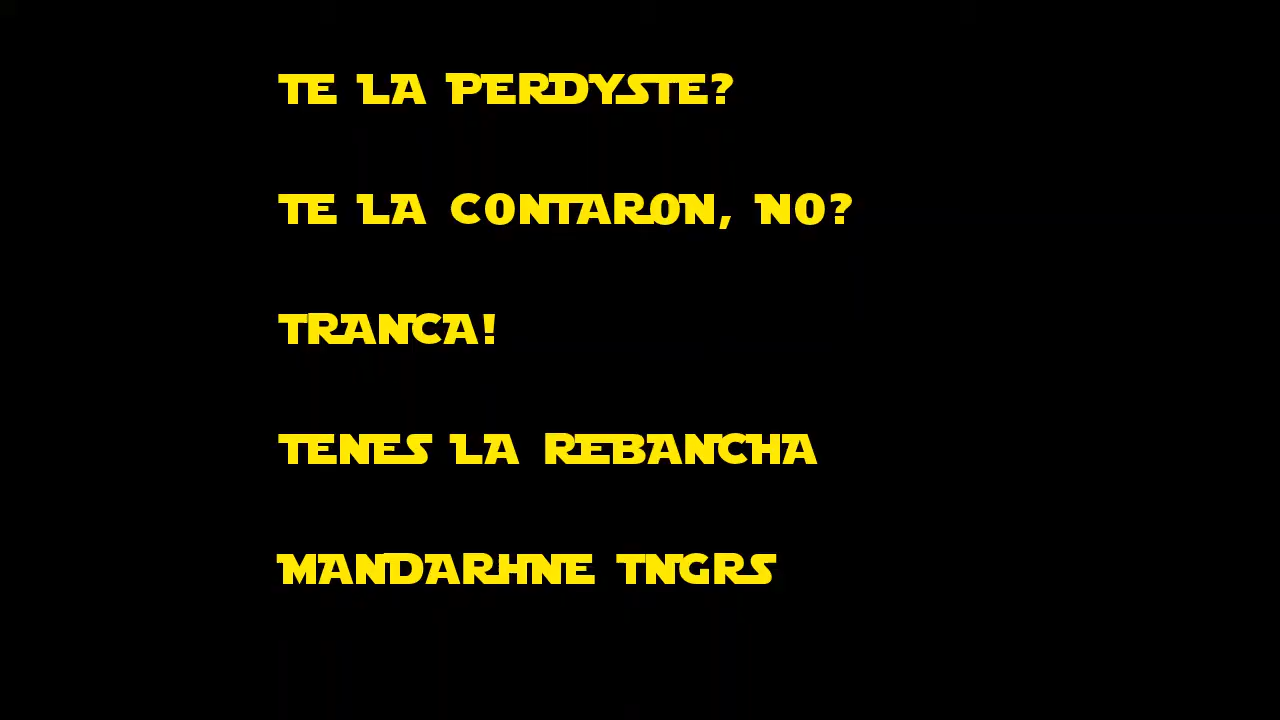 TE LA PERDYSTE?
TE LA CONTARON, NO?
TRANCA!
TENES LA REBANCHA
MANDARHNE TNGRS